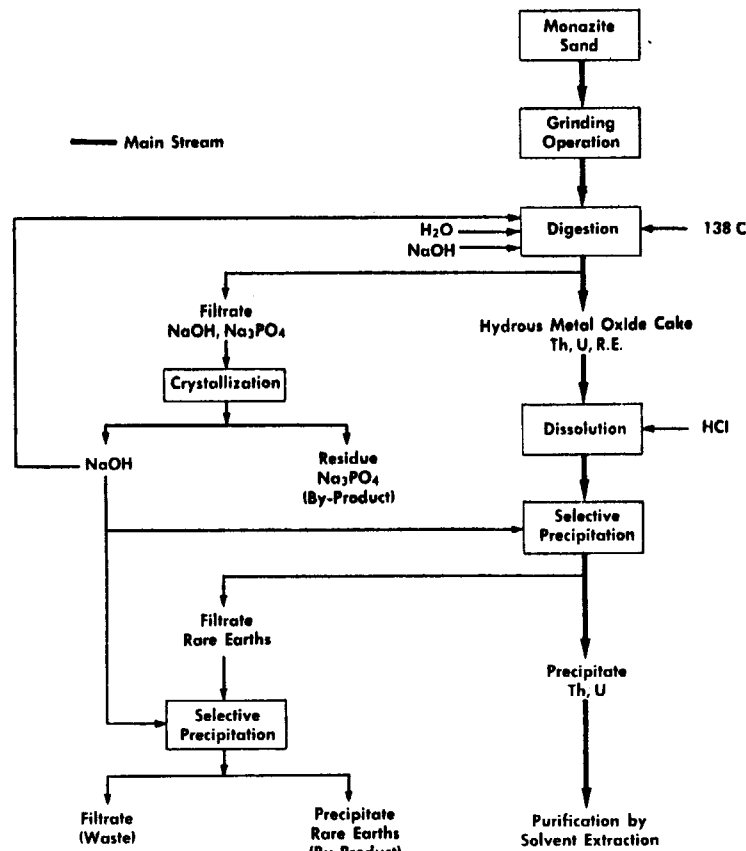 Monazite
Sand
Grinding
Operation
Main Stream
H₂O
NaOH
Digestion
138 C
Filtrate
NaOH, Na₃PO₄
Hydrous Metal Oxide Cake
Th, U, R.E.
Crystallization
Dissolution
HCl
NaOH
Residue
Na₃PO₄
(By-Product)
Selective
Precipitation
Filtrate
Rare Earths
Precipitate
Th, U
Selective
Precipitation
Filtrate
(Waste)
Precipitate
Rare Earths
(By-Product)
Purification by
Solvent Extraction